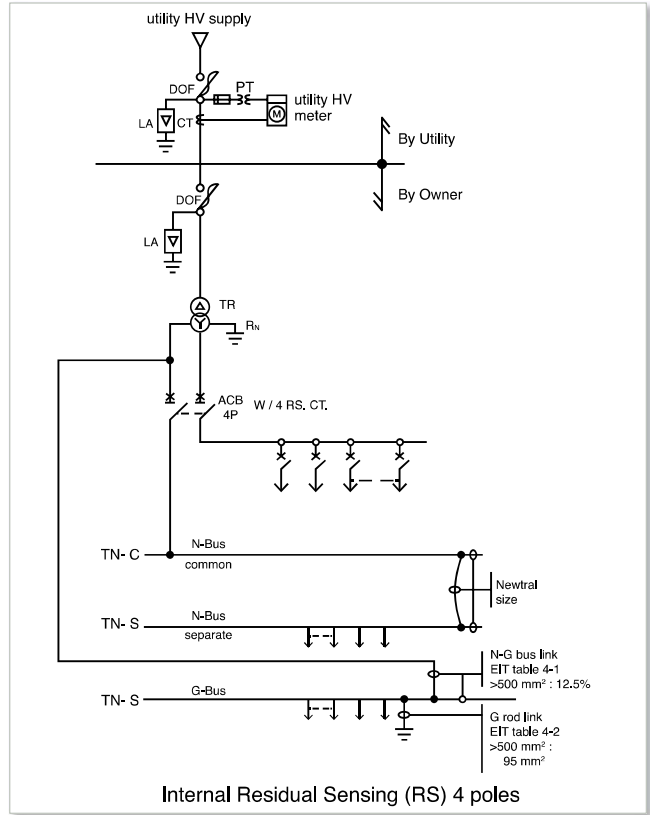 utility HV supply
DOF
PT
LA
CT
M
utility HV
meter
By Utility
By Owner
DOF
LA
TR
RN
ACB
4P
W / 4 RS. CT.
TN- C
N-Bus
common
Newtral
size
TN- S
N-Bus
separate
N-G bus link
EIT table 4-1
>500 mm² : 12.5%
TN- S
G-Bus
G rod link
EIT table 4-2
>500 mm² :
95 mm²
Internal Residual Sensing (RS) 4 poles